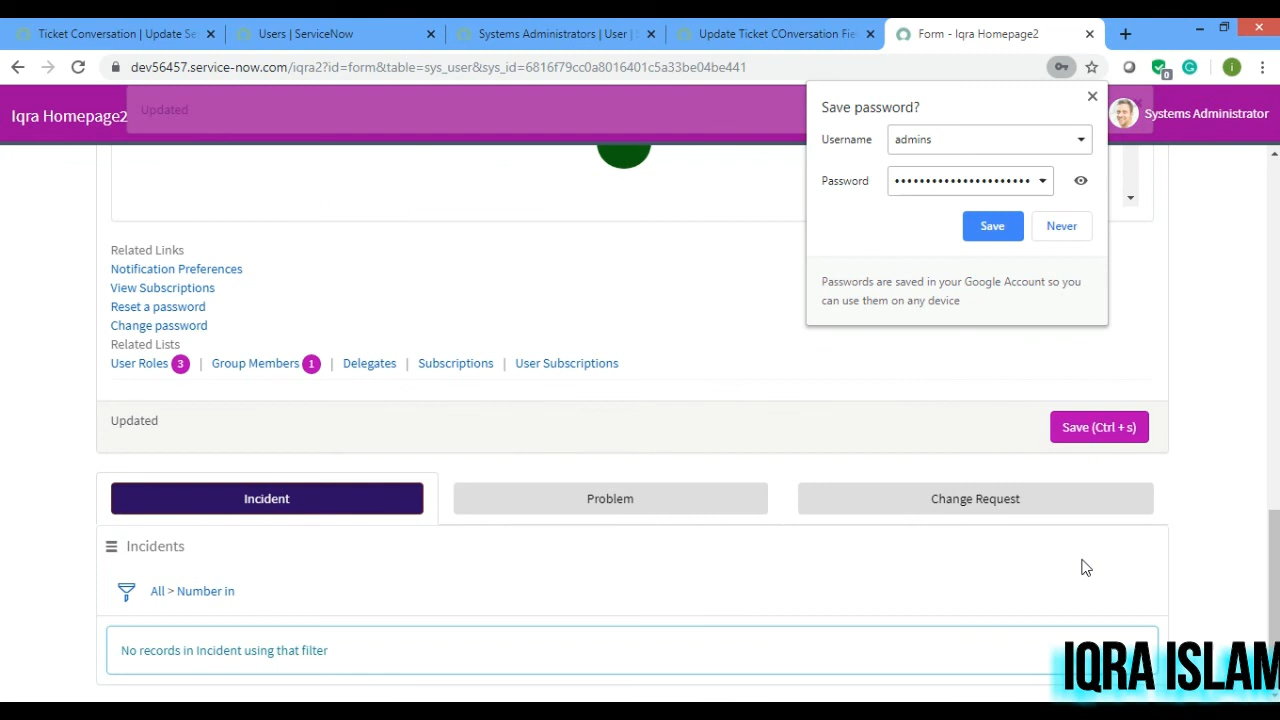 Ticket Conversation | Update Se
Users | ServiceNow
Systems Administrators | User |
Update Ticket COnversation Fie
Form - Iqra Homepage2
dev56457.service-now.com/iqra2?id=form&table=sys_user&sys_id=6816f79cc0a8016401c5a33be04be441
0
i
Iqra Homepage2
Updated
Systems Administrator
Save password?
Username
admins
Password
Save
Never
Passwords are saved in your Google Account so you
can use them on any device
Related Links
Notification Preferences
View Subscriptions
Reset a password
Change password
Related Lists
User Roles 3 | Group Members 1 | Delegates | Subscriptions | User Subscriptions
Updated
Save (Ctrl + s)
Incident
Problem
Change Request
Incidents
All > Number in
No records in Incident using that filter
IQRA ISLAM